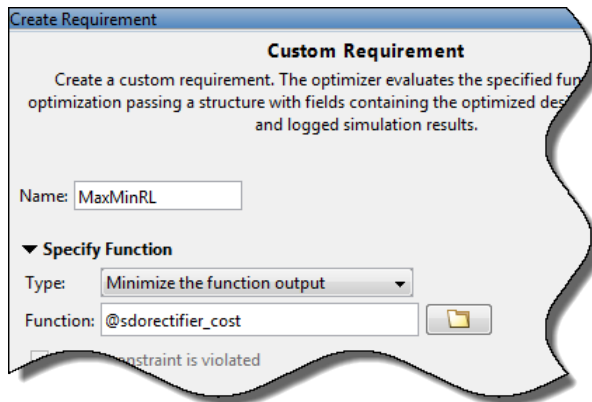 Create Requirement
Custom Requirement
Create a custom requirement. The optimizer evaluates the specified
optimization passing a structure with fields containing the optimized
and logged simulation results.
Name: MaxMinRL
Specify Function
Type: Minimize the function output
Function: @sdorectifier_cost
constraint is violated